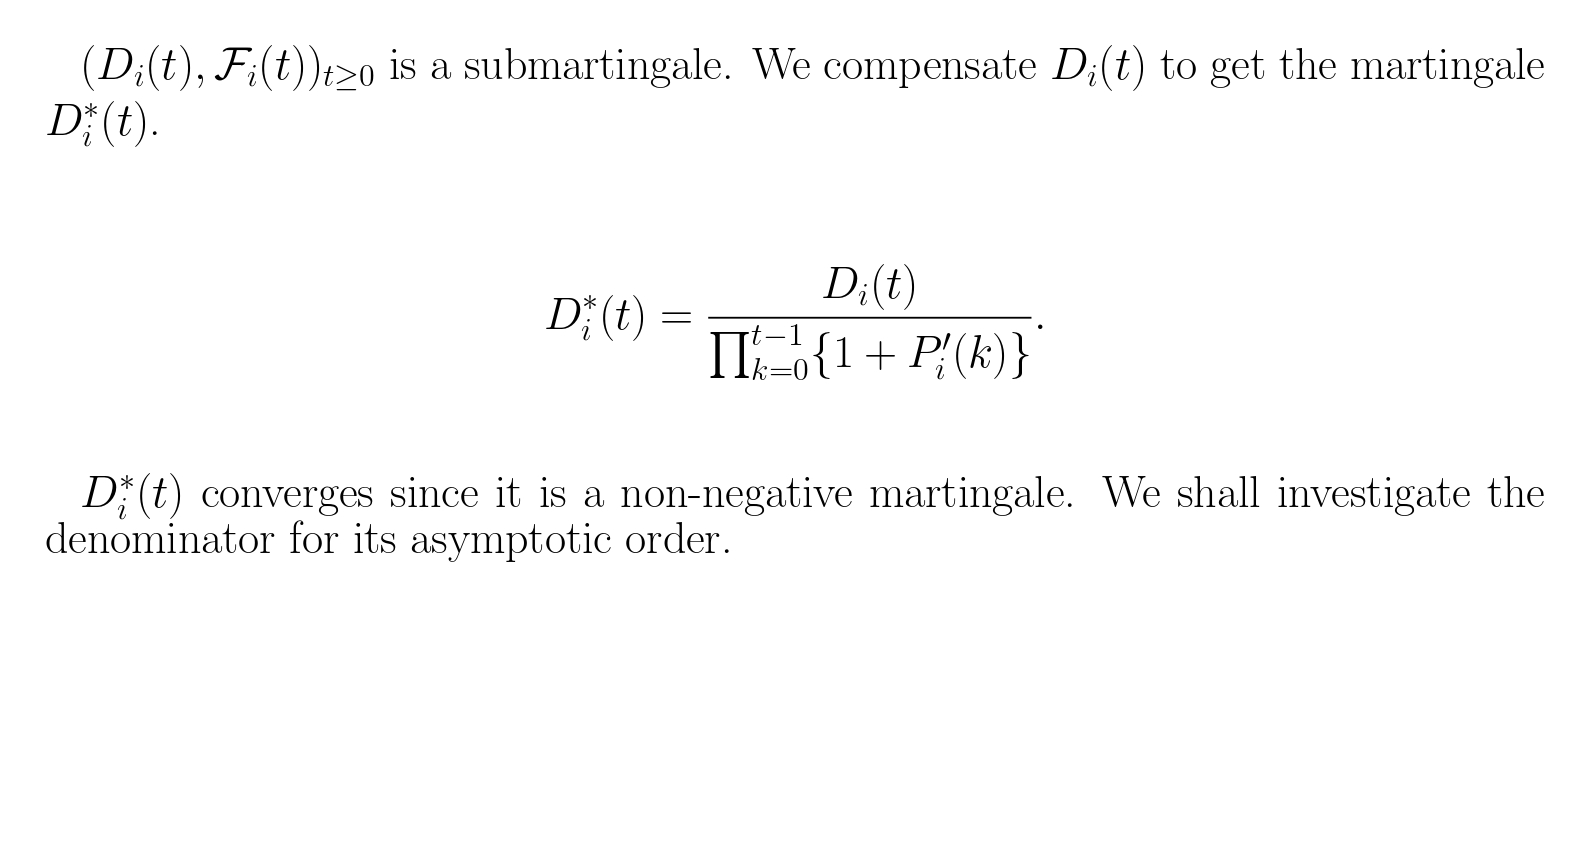 $(D_i(t), \mathcal{F}_i(t))_{t \geq 0}$ is a submartingale. We compensate $D_i(t)$ to get the martingale
$D_i^*(t)$.
$$D_i^*(t) = \frac{D_i(t)}{\prod_{k=0}^{t-1}\{1 + P_i'(k)\}}.$$
$D_i^*(t)$ converges since it is a non-negative martingale. We shall investigate the
denominator for its asymptotic order.